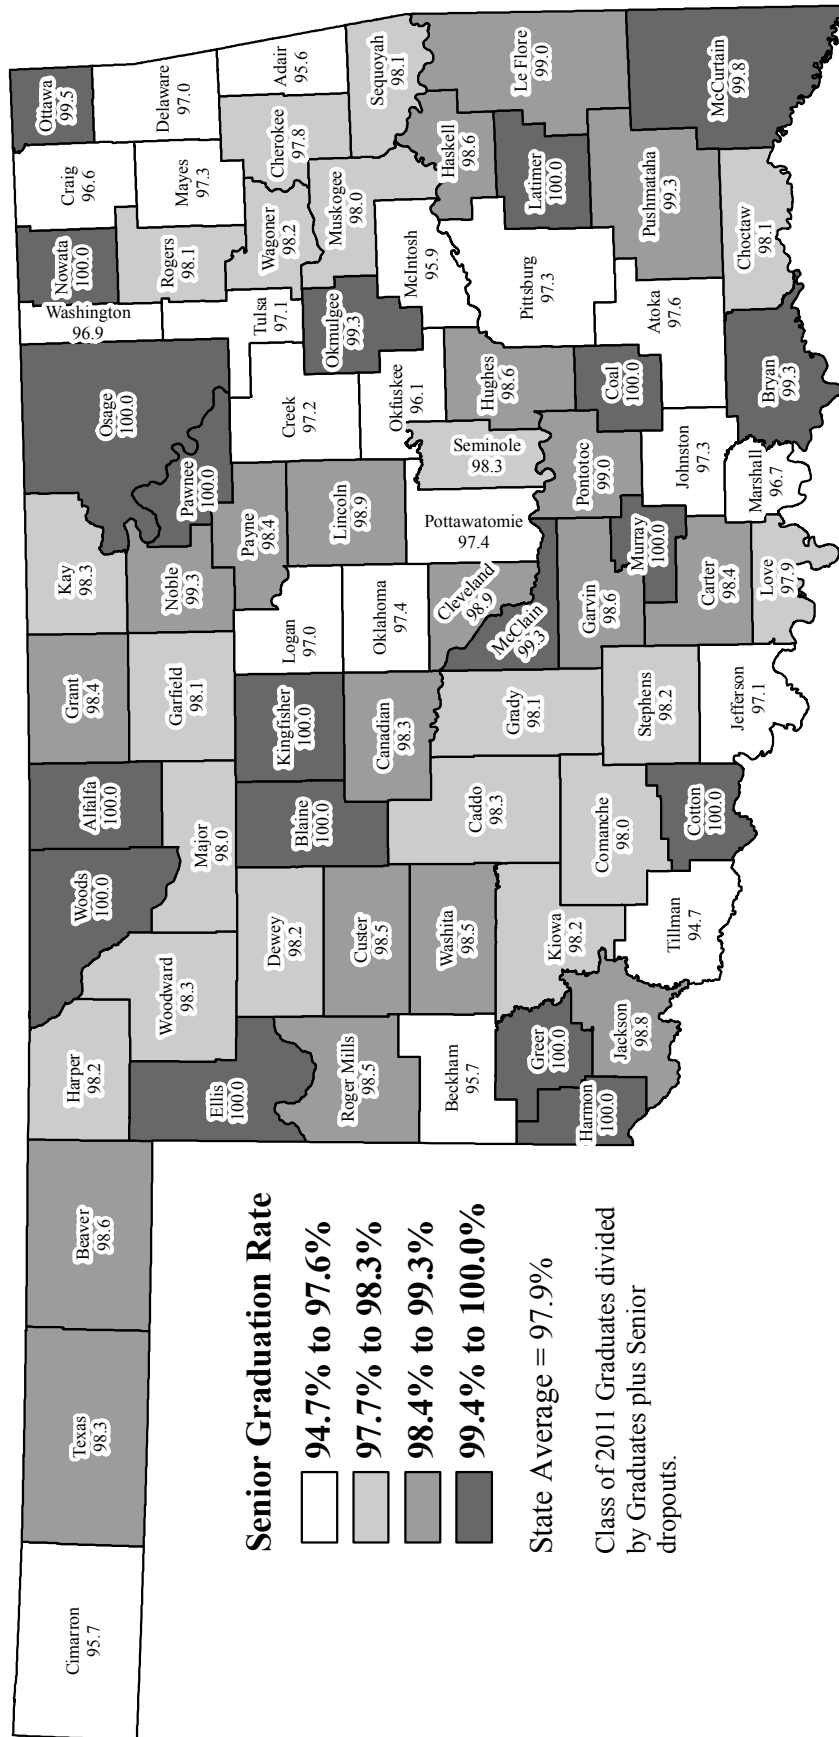 Cimarron
95.7
Texas
98.3
Beaver
98.6
Harper
98.2
Woods
100.0
Alfalfa
100.0
Grant
98.4
Kay
98.3
Osage
100.0
Washington
96.9
Nowata
100.0
Craig
96.6
Ottawa
99.5
Ellis
100.0
Woodward
98.3
Major
98.0
Garfield
98.1
Noble
99.3
Pawnee
100.0
Rogers
98.1
Mayes
97.3
Delaware
97.0
Roger Mills
98.5
Dewey
98.2
Custer
98.5
Blaine
100.0
Kingfisher
100.0
Logan
97.0
Payne
98.4
Creek
97.2
Tulsa
97.1
Wagoner
98.2
Cherokee
97.8
Adair
95.6
Beckham
95.7
Washita
98.5
Caddo
98.3
Canadian
98.3
Oklahoma
97.4
Lincoln
98.9
Okfuskee
96.1
Okmulgee
99.3
Muskogee
98.0
Sequoyah
98.1
Cleveland
98.9
Pottawatomie
97.4
Seminole
98.3
Hughes
98.6
McIntosh
95.9
Haskell
98.6
Le Flore
99.0
Greer
100.0
Harmon
100.0
Jackson
98.8
Kiowa
98.2
Comanche
98.0
Grady
98.1
McClain
99.3
Garvin
98.6
Pontotoc
99.0
Pittsburg
97.3
Latimer
100.0
Tillman
94.7
Cotton
100.0
Stephens
98.2
Jefferson
97.1
Murray
100.0
Carter
98.4
Love
97.9
Johnston
97.3
Marshall
96.7
Coal
100.0
Atoka
97.6
Bryan
99.3
Pushmataha
99.3
Choctaw
98.1
McCurtain
99.8
Senior Graduation Rate
94.7% to 97.6%
97.7% to 98.3%
98.4% to 99.3%
99.4% to 100.0%
State Average = 97.9%
Class of 2011 Graduates divided
by Graduates plus Senior
dropouts.